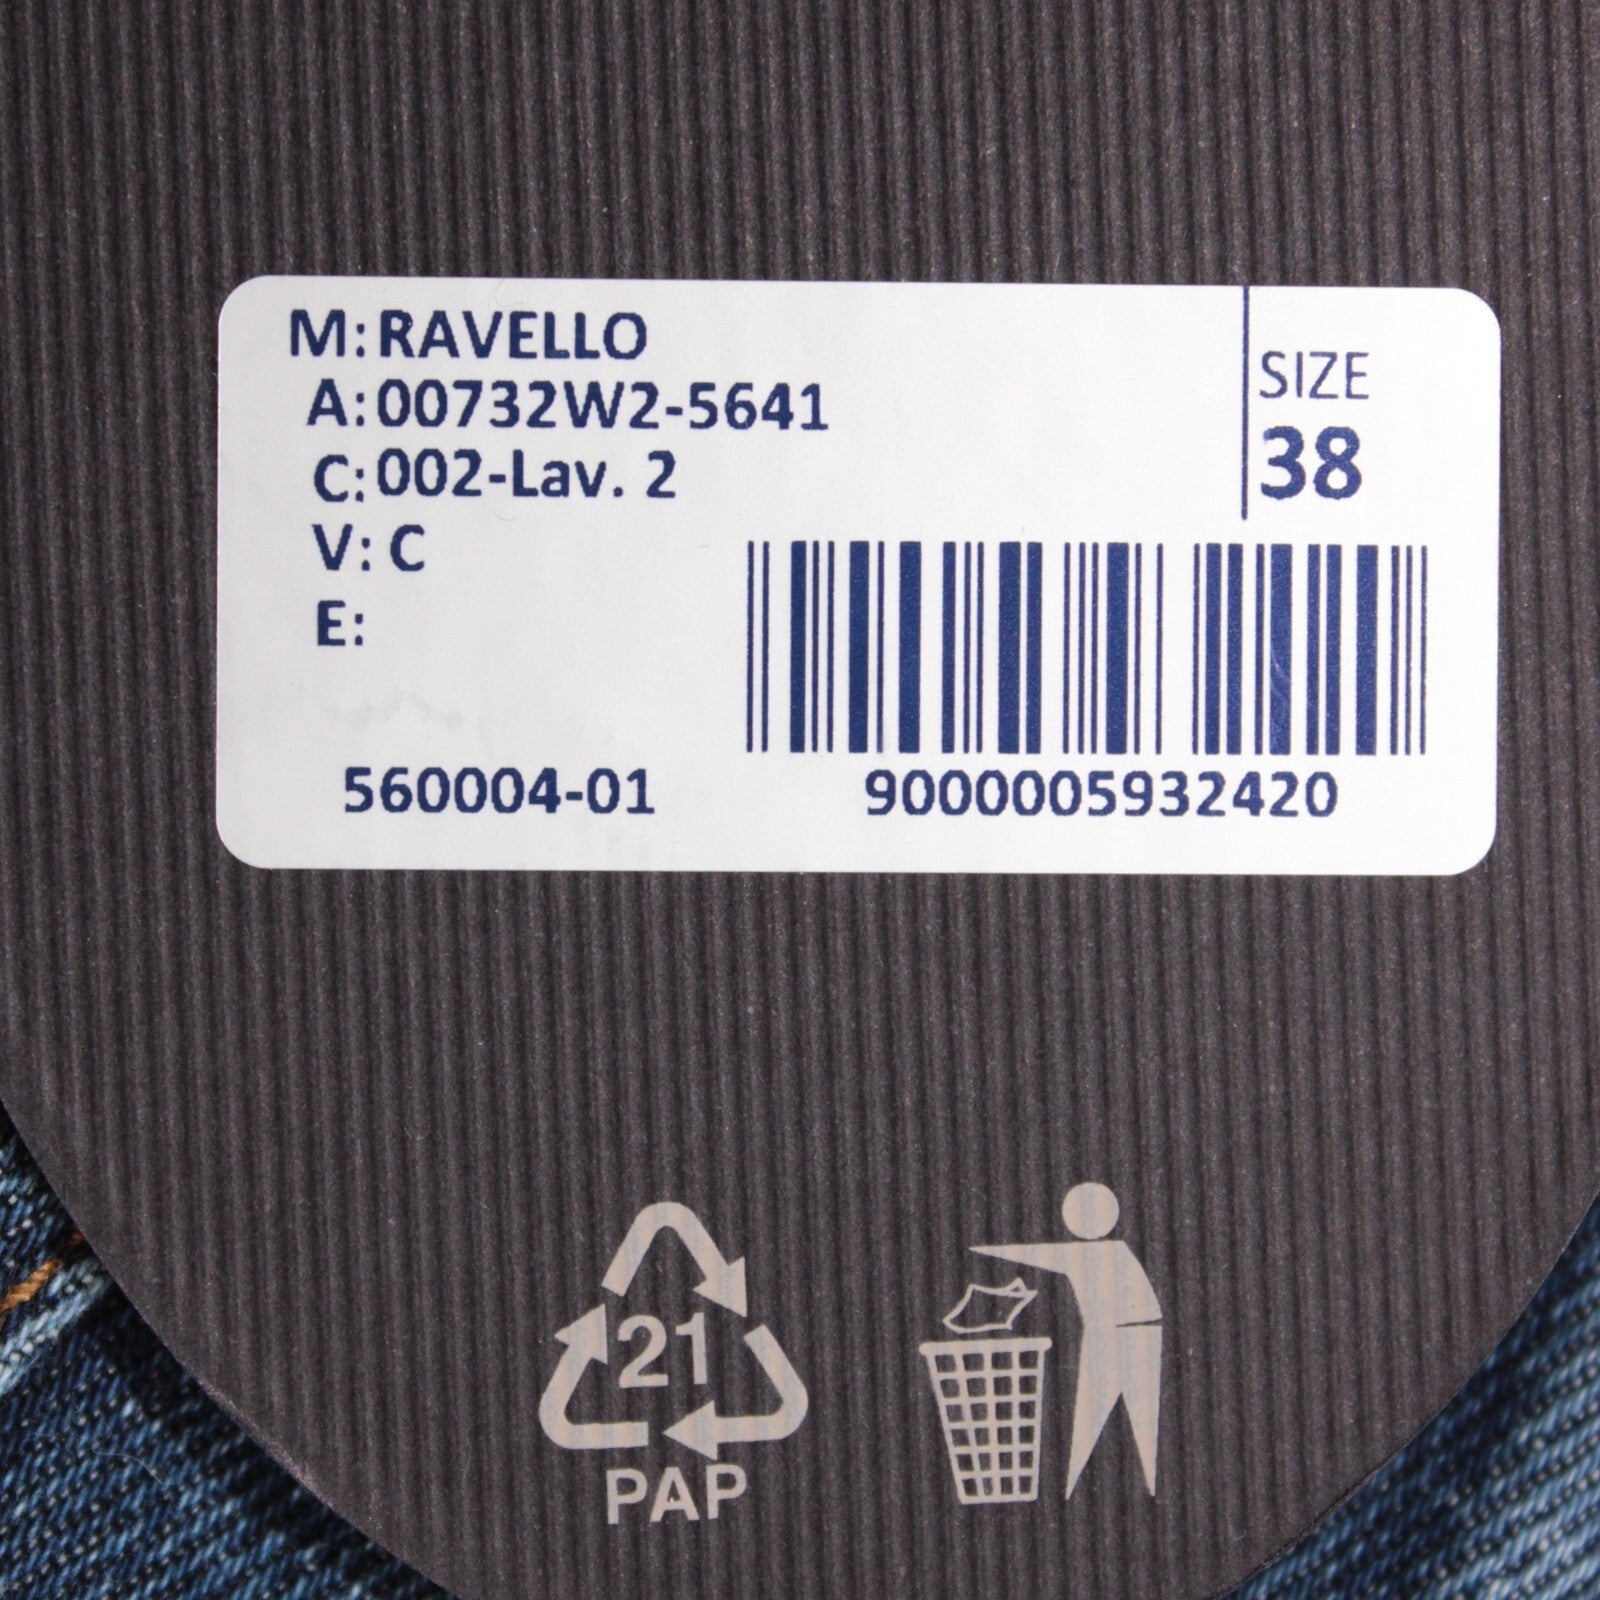 M: RAVELLO
A: 00732W2-5641
C: 002-Lav. 2
V: C
E:
SIZE
38
560004-01
9000005932420
21
PAP